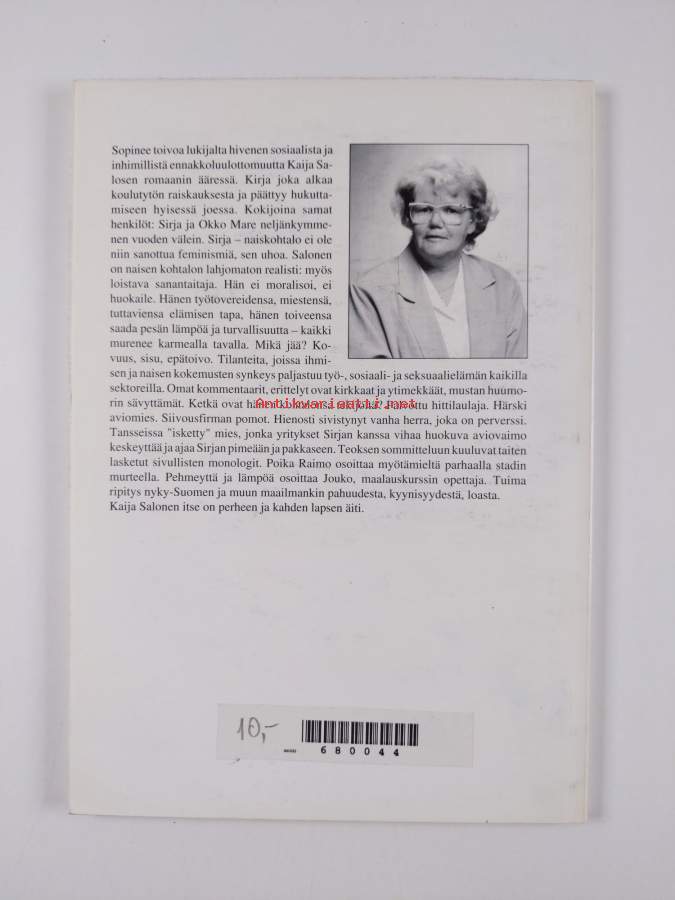 Sopinee toivoa lukijalta hivenen sosiaalista ja
inhimillistä ennakkoluulottomuutta Kaija Sa-
losen romaanin ääressä. Kirja joka alkaa
koulutytön raiskauksesta ja päättyy hukutta-
miseen hyisessä joessa. Kokijoina samat
henkilöt: Sirja ja Okko Mare neljänkymme-
nen vuoden välein. Sirja – naiskohtalo ei ole
niin sanottua feminismiä, sen uhoa. Salonen
on naisen kohtalon lahjomaton realisti: myös
loistava sanantaitaja. Hän ei moralisoi, ei
huokaile. Hänen työtovereidensa, miestensä,
tuttaviensa elämisen tapa, hänen toiveensa
saada pesän lämpöä ja turvallisuutta – kaikki
murenee karmealla tavalla. Mikä jää? Ko-
vuus, sisu, epätoivo. Tilanteita, joissa ihmi-
sen ja naisen kokemusten synkeys paljastuu työ-, sosiaali- ja seksuaalielämän kaikilla
sektoreilla. Omat kommentaarit, erittelyt ovat kirkkaat ja ytimekkäät, mustan huumo-
rin sävyttämät. Ketkä ovat hänen kohtalonsa tekijöitä? hittilaulaja. Härski
Antikvariaatti.net
aviomies. Siivousfirman pomot. Hienosti sivistynyt vanha herra, joka on perverssi.
Tansseissa "isketty" mies, jonka yritykset Sirjan kanssa vihaa huokuva aviovaimo
keskeyttää ja ajaa Sirjan pimeään ja pakkaseen. Teoksen sommitteluun kuuluvat taiten
lasketut sivullisten monologit. Poika Raimo osoittaa myötämieltä parhaalla stadin
murteella. Pehmeyttä ja lämpöä osoittaa Jouko, maalauskurssin opettaja. Tuima
ripitys nyky-Suomen ja muun maailmankin pahuudesta, kyynisyydestä, loasta.
Kaija Salonen itse on perheen ja kahden lapsen äiti.
10,-
680044